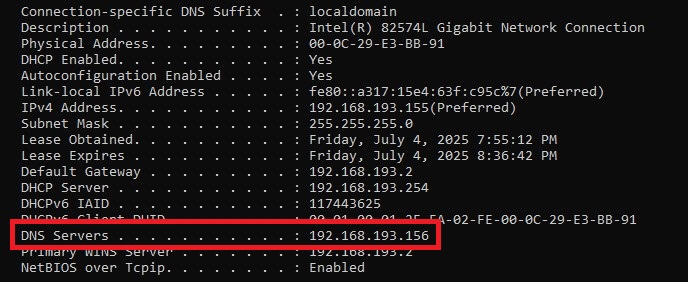 Connection-specific DNS Suffix  . : localdomain
Description . . . . . . . . . . . : Intel(R) 82574L Gigabit Network Connection
Physical Address. . . . . . . . . : 00-0C-29-E3-BB-91
DHCP Enabled. . . . . . . . . . . : Yes
Autoconfiguration Enabled . . . . : Yes
Link-local IPv6 Address . . . . . : fe80::a317:15e4:63f:c95c%7(Preferred)
IPv4 Address. . . . . . . . . . . : 192.168.193.155(Preferred)
Subnet Mask . . . . . . . . . . . : 255.255.255.0
Lease Obtained. . . . . . . . . . : Friday, July 4, 2025 7:55:12 PM
Lease Expires . . . . . . . . . . : Friday, July 4, 2025 8:36:42 PM
Default Gateway . . . . . . . . . : 192.168.193.2
DHCP Server . . . . . . . . . . . : 192.168.193.254
DHCPv6 IAID . . . . . . . . . . . : 117443625
DHCPv6 Client DUID. . . . . . . . : 00-01-00-01-2F-FA-02-FE-00-0C-29-E3-BB-91
DNS Servers . . . . . . . . . . . : 192.168.193.156
Primary WINS Server . . . . . . . : 192.168.193.2
NetBIOS over Tcpip. . . . . . . . : Enabled